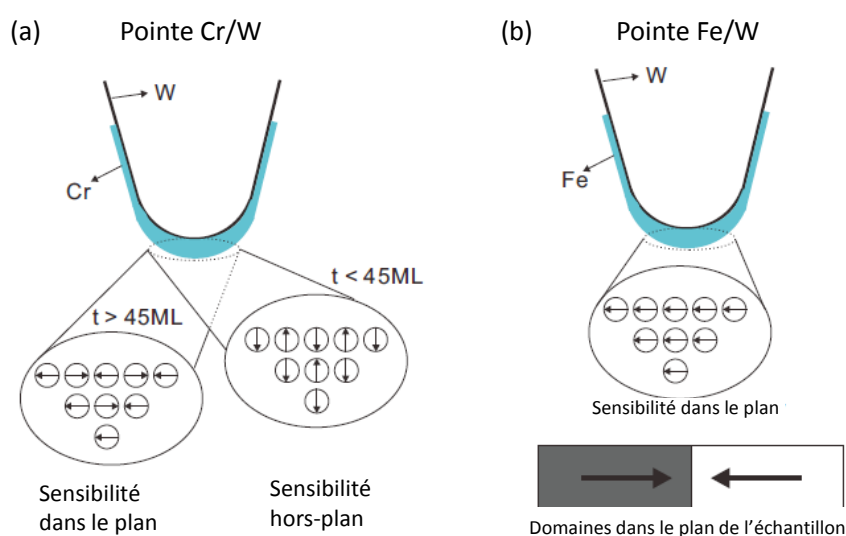 (a) Pointe Cr/W
W
Cr
t > 45ML
t < 45ML
Sensibilité
dans le plan
Sensibilité
hors-plan
(b) Pointe Fe/W
W
Fe
Sensibilité dans le plan
Domaines dans le plan de l'échantillon